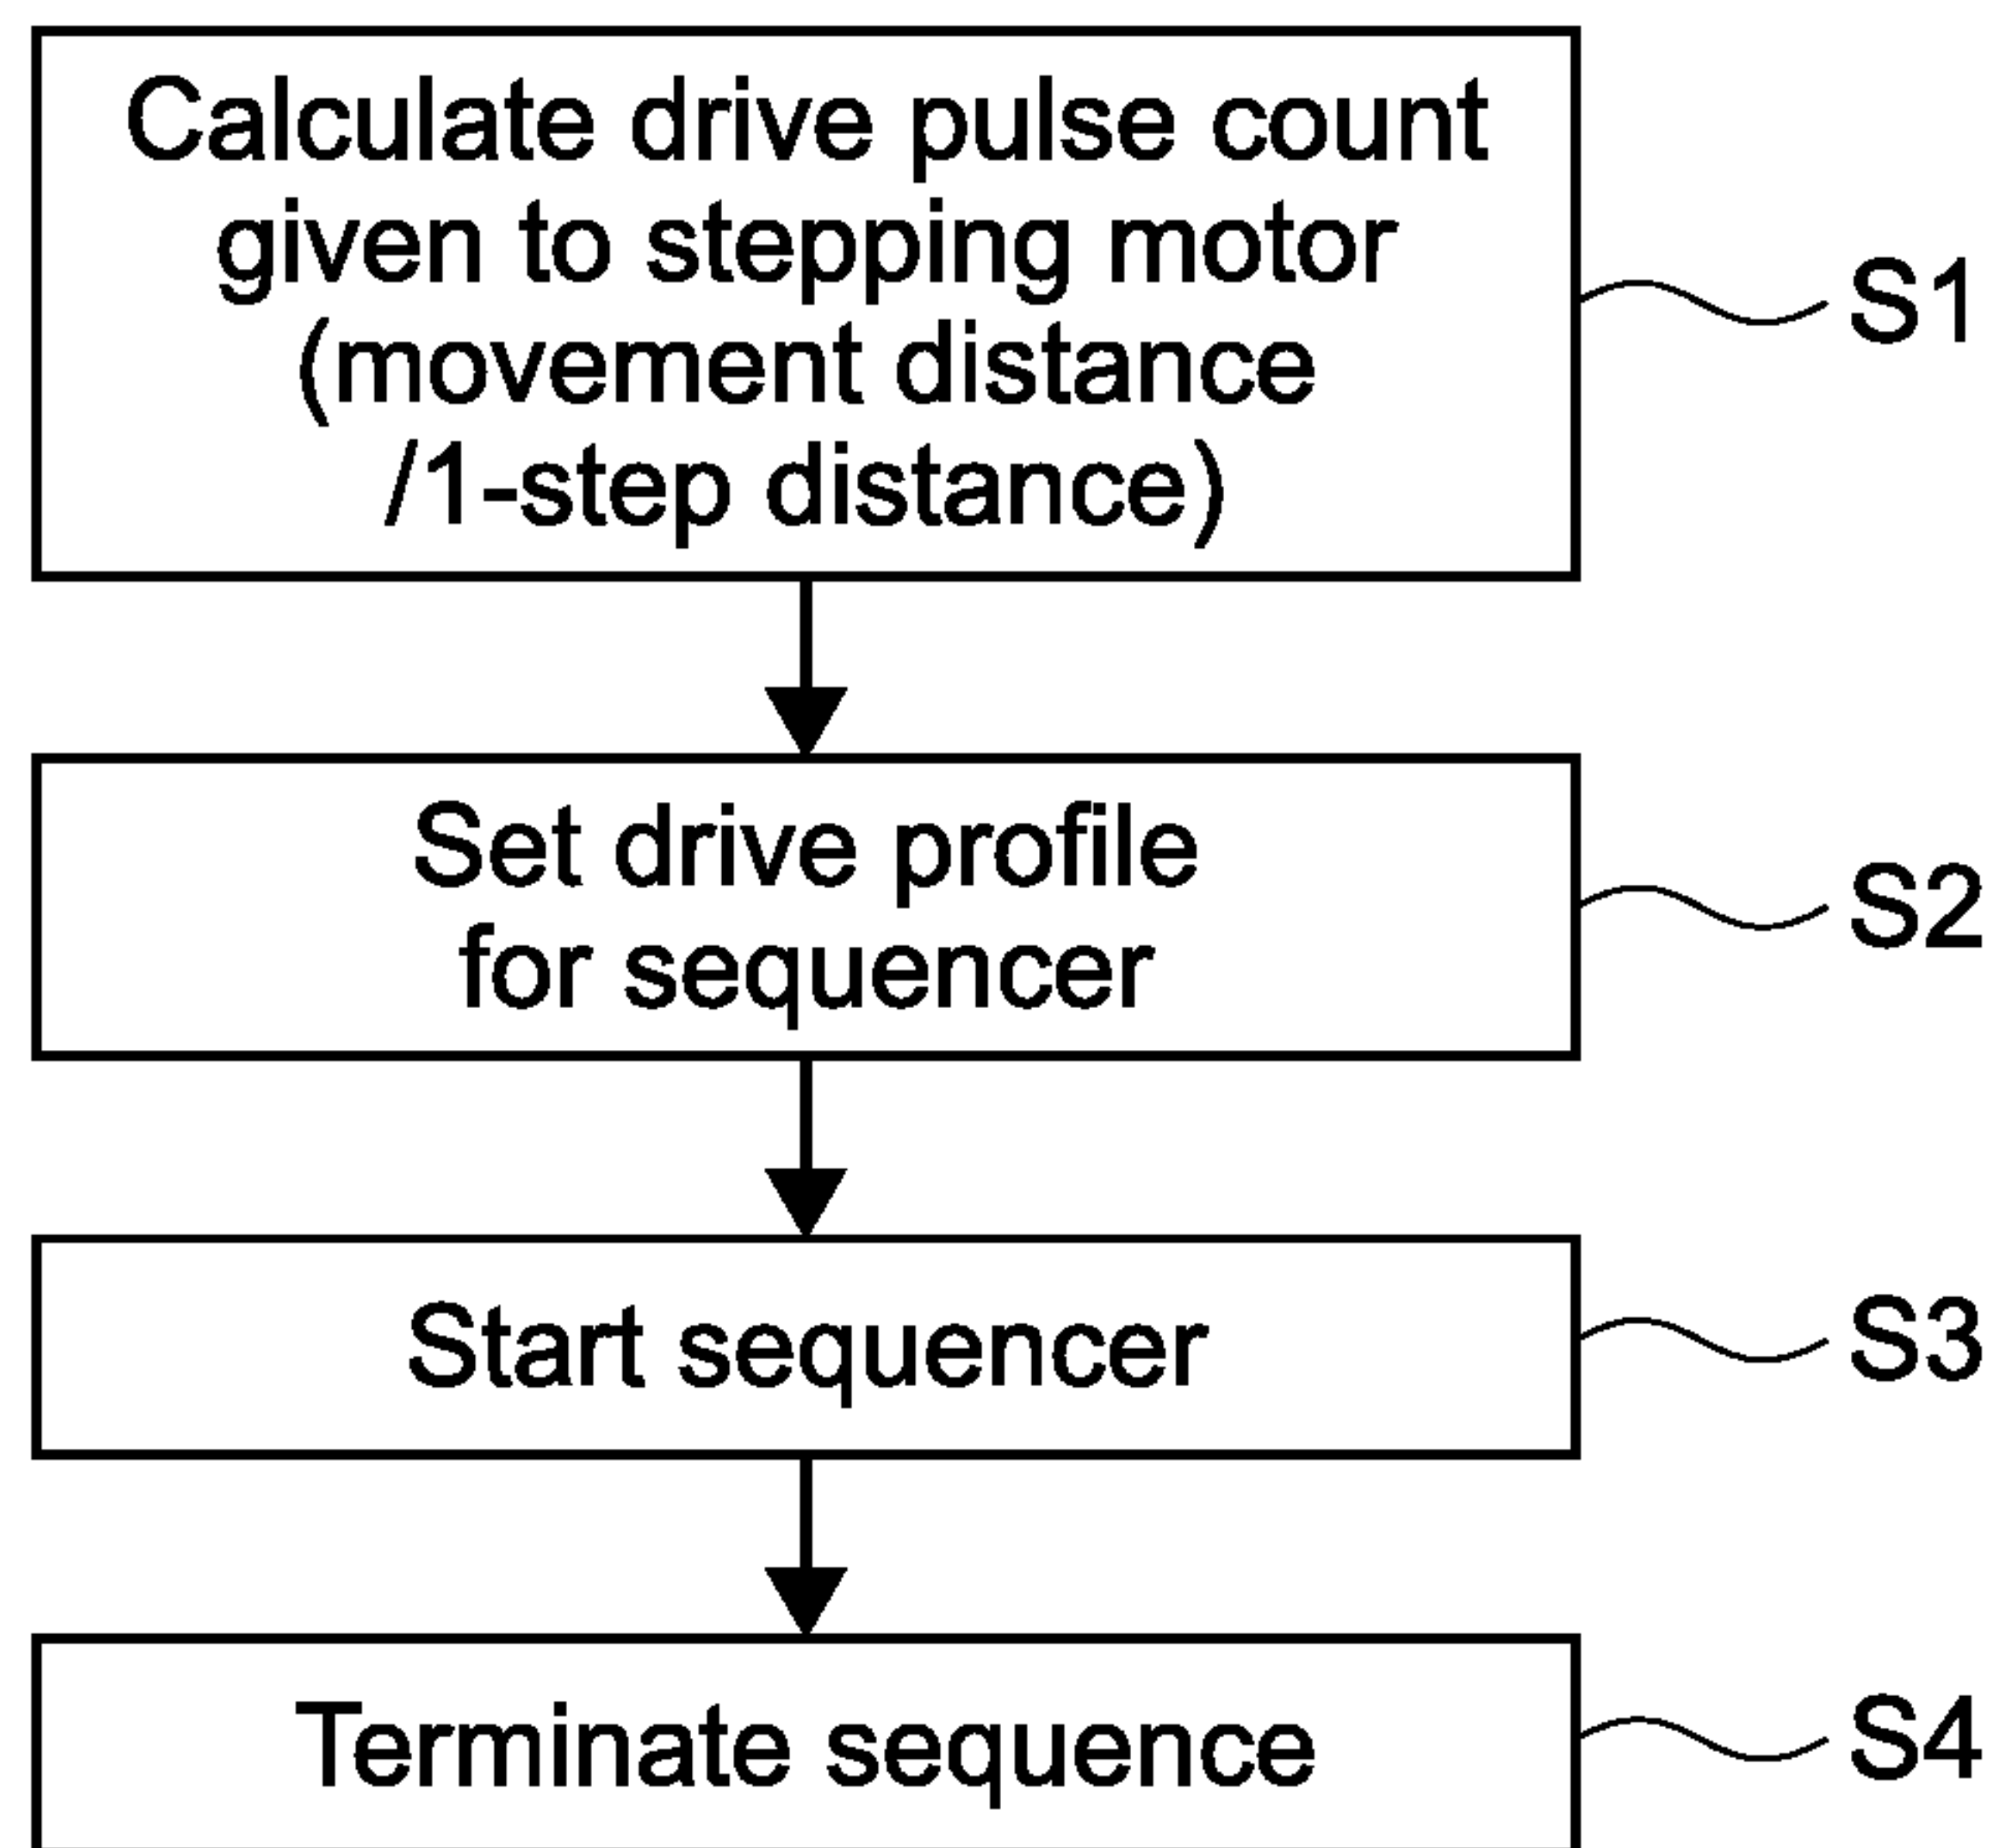 Calculate drive pulse count
given to stepping motor
(movement distance
/1-step distance)
S1
Set drive profile
for sequencer
S2
Start sequencer
S3
Terminate sequence
S4